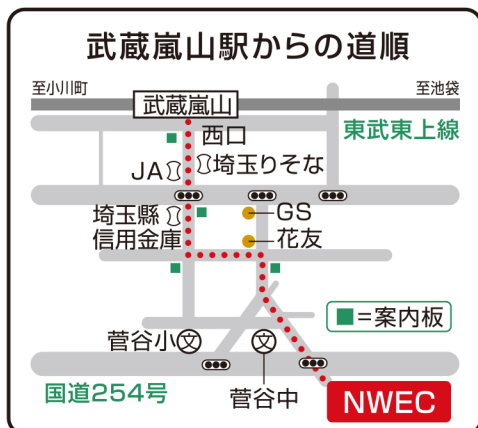 武蔵嵐山駅からの道順
至小川町
至池袋
武蔵嵐山
東武東上線
西口
JA
埼玉りそな
埼玉縣
信用金庫
GS
花友
■=案内板
菅谷小
文
文
菅谷中
国道254号
NWEC